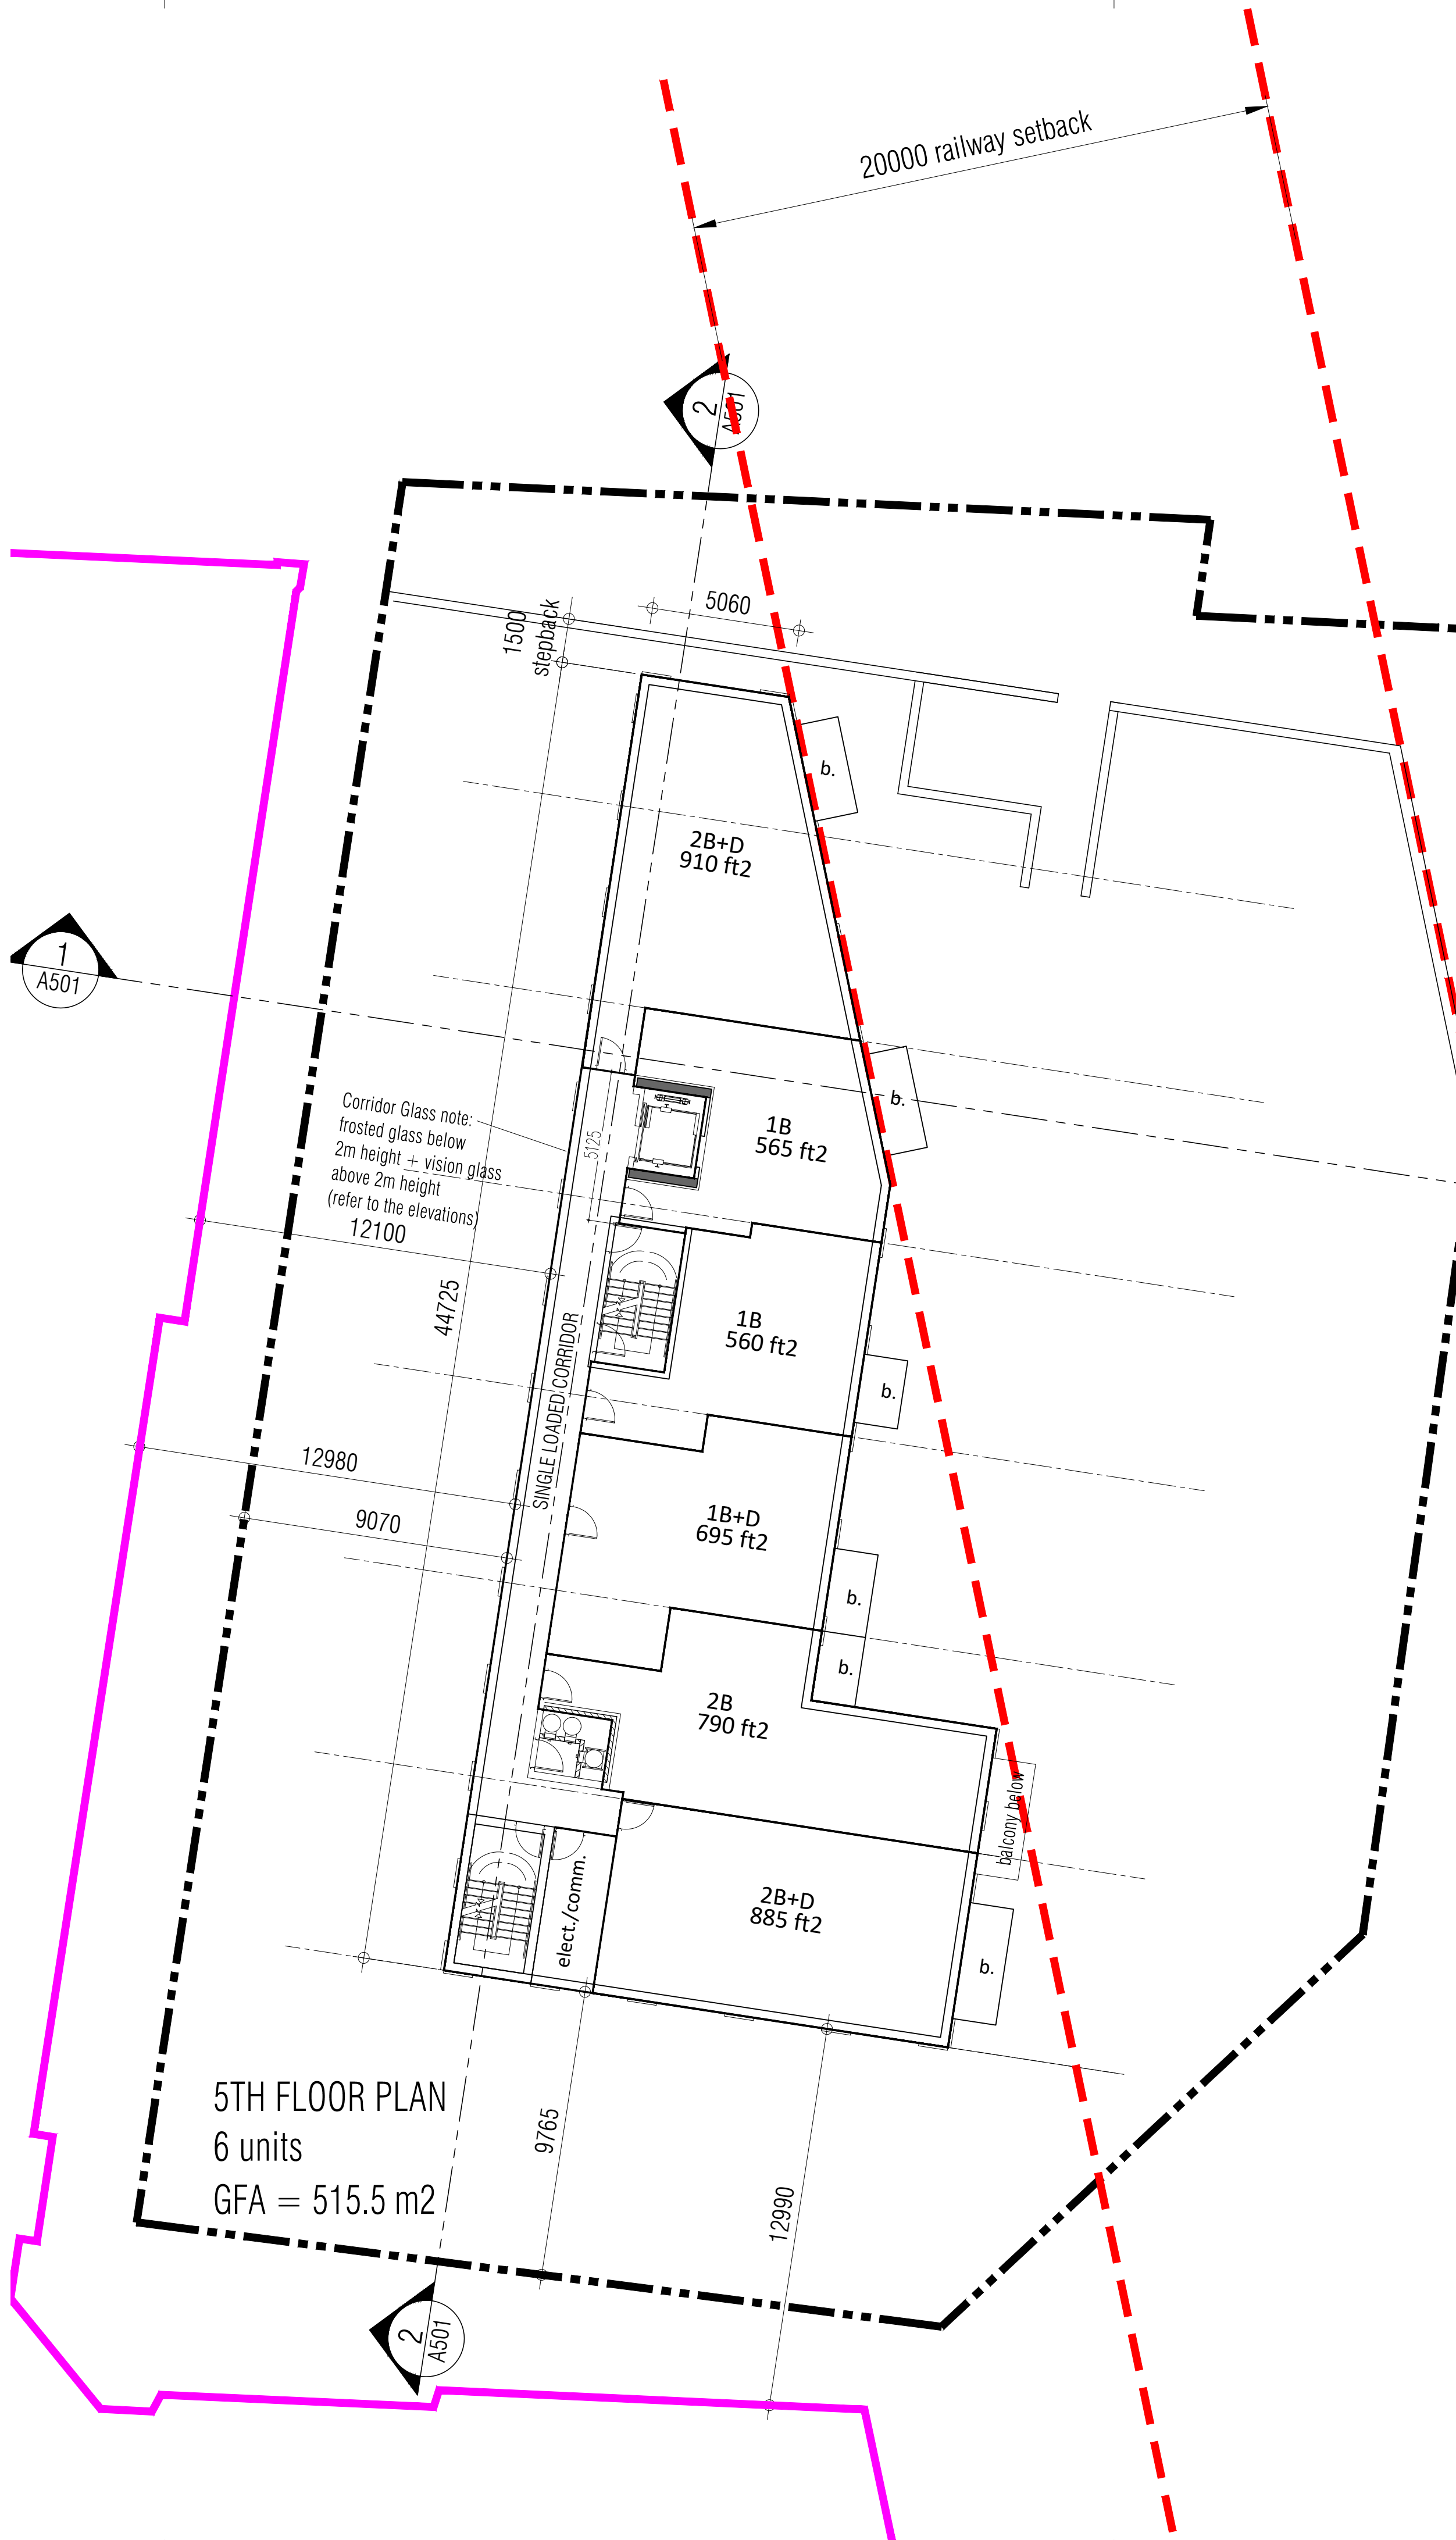 20000 railway setback
2
A501
1500
stepback
5060
b.
2B+D
910 ft2
1
A501
b.
Corridor Glass note:
frosted glass below
2m height + vision glass
above 2m height
(refer to the elevations)
5125
1B
565 ft2
12100
44725
1B
560 ft2
b.
SINGLE LOADED CORRIDOR
12980
9070
1B+D
695 ft2
b.
b.
2B
790 ft2
balcony below
2B+D
885 ft2
elect./comm.
b.
5TH FLOOR PLAN
6 units
GFA = 515.5 m2
9765
12990
2
A501